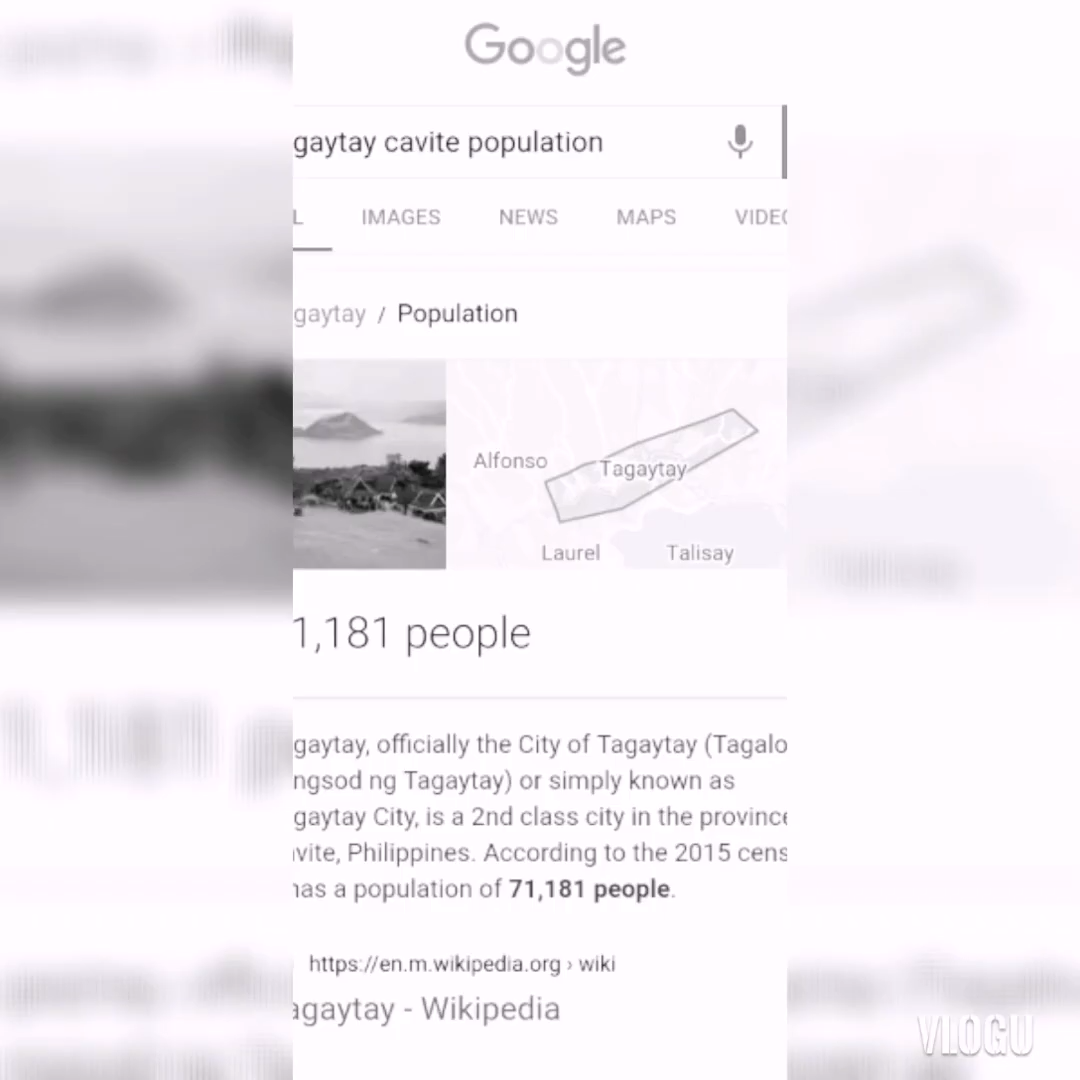 Google
gaytay cavite population
L IMAGES NEWS MAPS VIDEO
gaytay / Population
Alfonso
Tagaytay
Laurel
Talisay
1,181 people
gaytay, officially the City of Tagaytay (Tagalo
ngsod ng Tagaytay) or simply known as
gaytay City, is a 2nd class city in the province
vite, Philippines. According to the 2015 cens
has a population of 71,181 people.
https://en.m.wikipedia.org › wiki
agaytay - Wikipedia
VLOGU